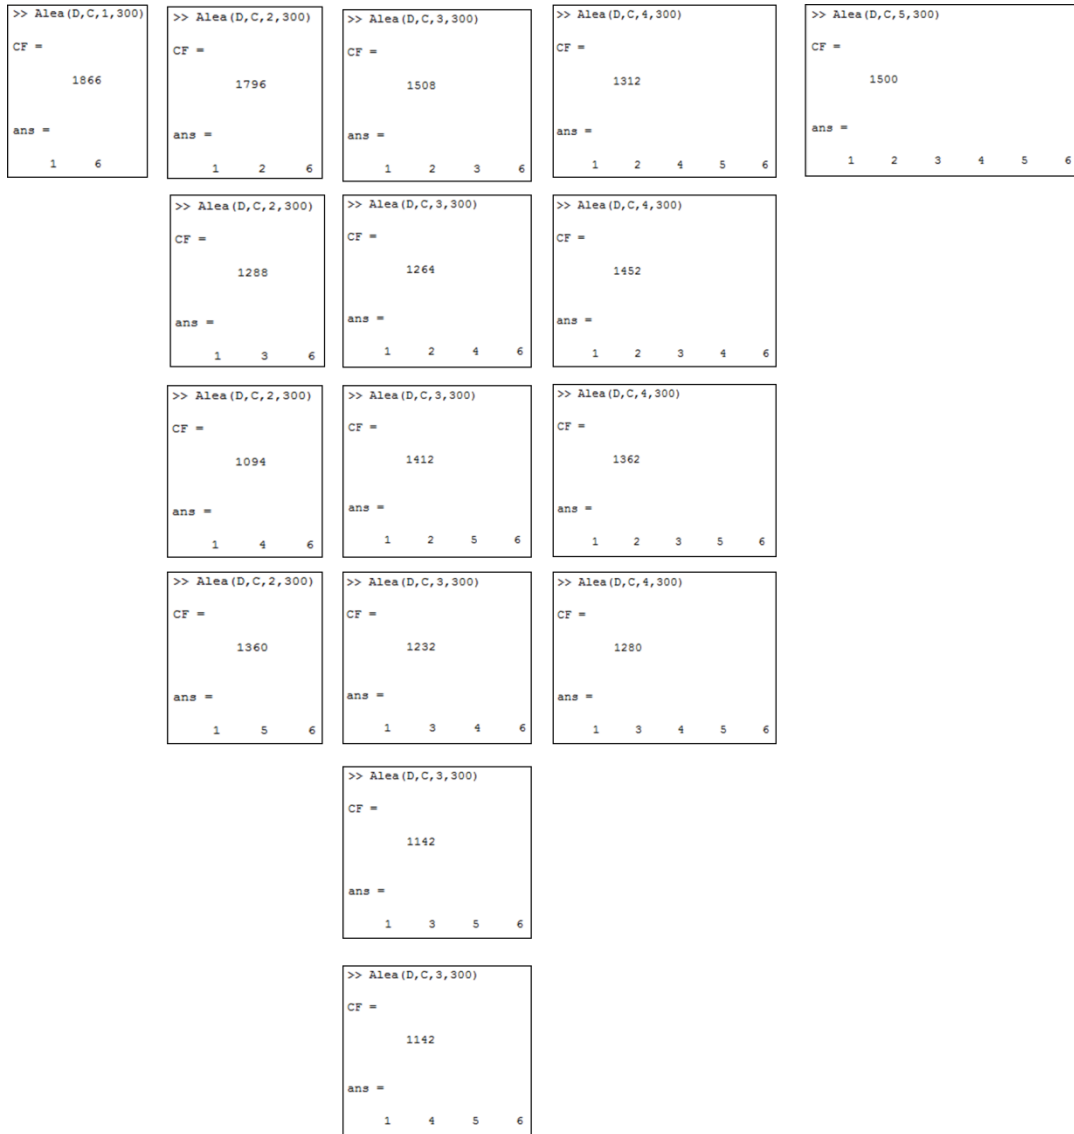 >> Alea(D,C,1,300)
CF =
1866
ans =
1 6
>> Alea(D,C,2,300)
CF =
1796
ans =
1 2 6
>> Alea(D,C,3,300)
CF =
1508
ans =
1 2 3 6
>> Alea(D,C,4,300)
CF =
1312
ans =
1 2 4 5 6
>> Alea(D,C,5,300)
CF =
1500
ans =
1 2 3 4 5 6
>> Alea(D,C,2,300)
CF =
1288
ans =
1 3 6
>> Alea(D,C,3,300)
CF =
1264
ans =
1 2 4 6
>> Alea(D,C,4,300)
CF =
1452
ans =
1 2 3 4 6
>> Alea(D,C,2,300)
CF =
1094
ans =
1 4 6
>> Alea(D,C,3,300)
CF =
1412
ans =
1 2 5 6
>> Alea(D,C,4,300)
CF =
1362
ans =
1 2 3 5 6
>> Alea(D,C,2,300)
CF =
1360
ans =
1 5 6
>> Alea(D,C,3,300)
CF =
1232
ans =
1 3 4 6
>> Alea(D,C,4,300)
CF =
1280
ans =
1 3 4 5 6
>> Alea(D,C,3,300)
CF =
1142
ans =
1 3 5 6
>> Alea(D,C,3,300)
CF =
1142
ans =
1 4 5 6